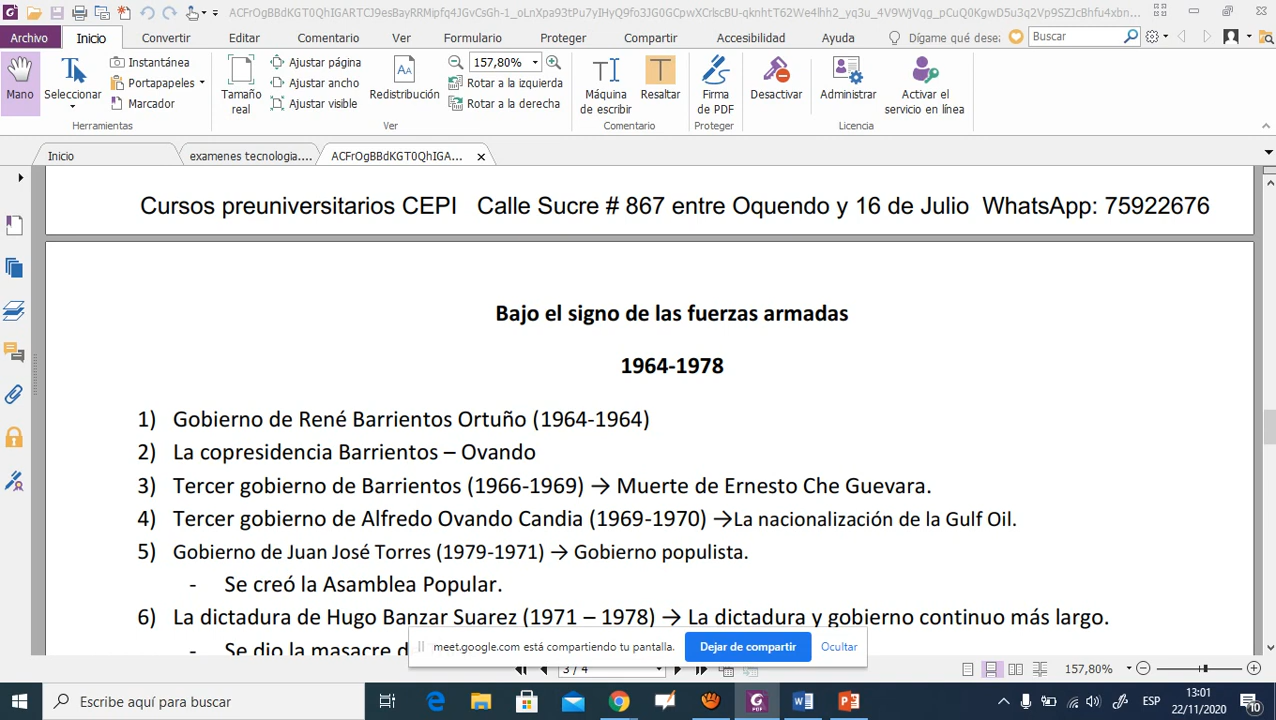 Archivo Inicio Convertir Editar Ver Comentario Formulario Proteger Compartir Accesibilidad Ayuda Dígame qué dese Buscar
Mano
Seleccionar
Instantánea
Portapapeles
Marcador
Herramientas
Tamaño real
Ajustar página
Ajustar ancho
Ajustar visible
Redistribución
157,80%
Rotar a la izquierda
Rotar a la derecha
Ver
Máquina de escribir
Resaltar
Comentario
Firma de PDF
Proteger
Desactivar
Administrar
Activar el servicio en línea
Licencia
Inicio examenes tecnologia.... ACFrOgBBdKGT0QhIGA...
Cursos preuniversitarios CEPI Calle Sucre # 867 entre Oquendo y 16 de Julio WhatsApp: 75922676
Bajo el signo de las fuerzas armadas
1964-1978
1) Gobierno de René Barrientos Ortuño (1964-1964)
2) La copresidencia Barrientos – Ovando
3) Tercer gobierno de Barrientos (1966-1969) → Muerte de Ernesto Che Guevara.
4) Tercer gobierno de Alfredo Ovando Candia (1969-1970) →La nacionalización de la Gulf Oil.
5) Gobierno de Juan José Torres (1979-1971) → Gobierno populista.
- Se creó la Asamblea Popular.
6) La dictadura de Hugo Banzar Suarez (1971 – 1978) → La dictadura y gobierno continuo más largo.
- Se dio la masacre
meet.google.com está compartiendo tu pantalla. Dejar de compartir Ocultar
3 / 4 157,80%
Escribe aquí para buscar
ESP
13:01
22/11/2020
10